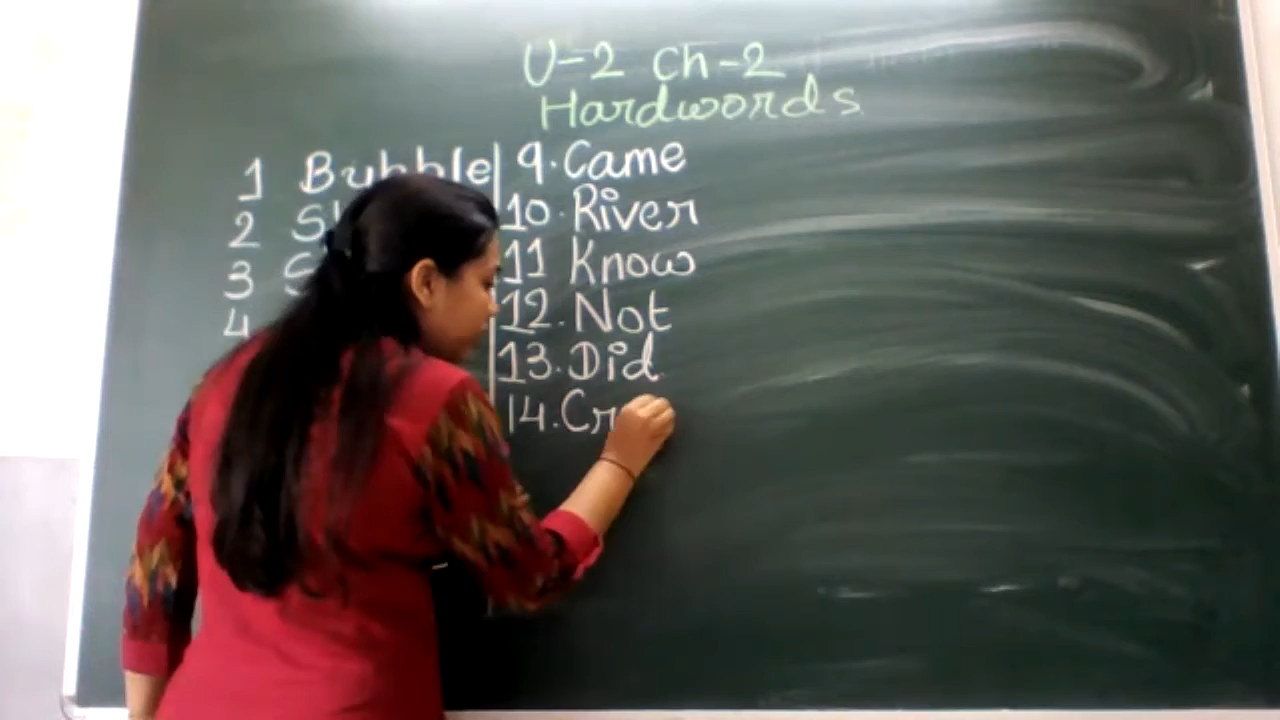 U-2 Ch-2
Hardwords
1 Bubble
2
3
4
9. Came
10. River
11 Know
12. Not
13. Did
14.